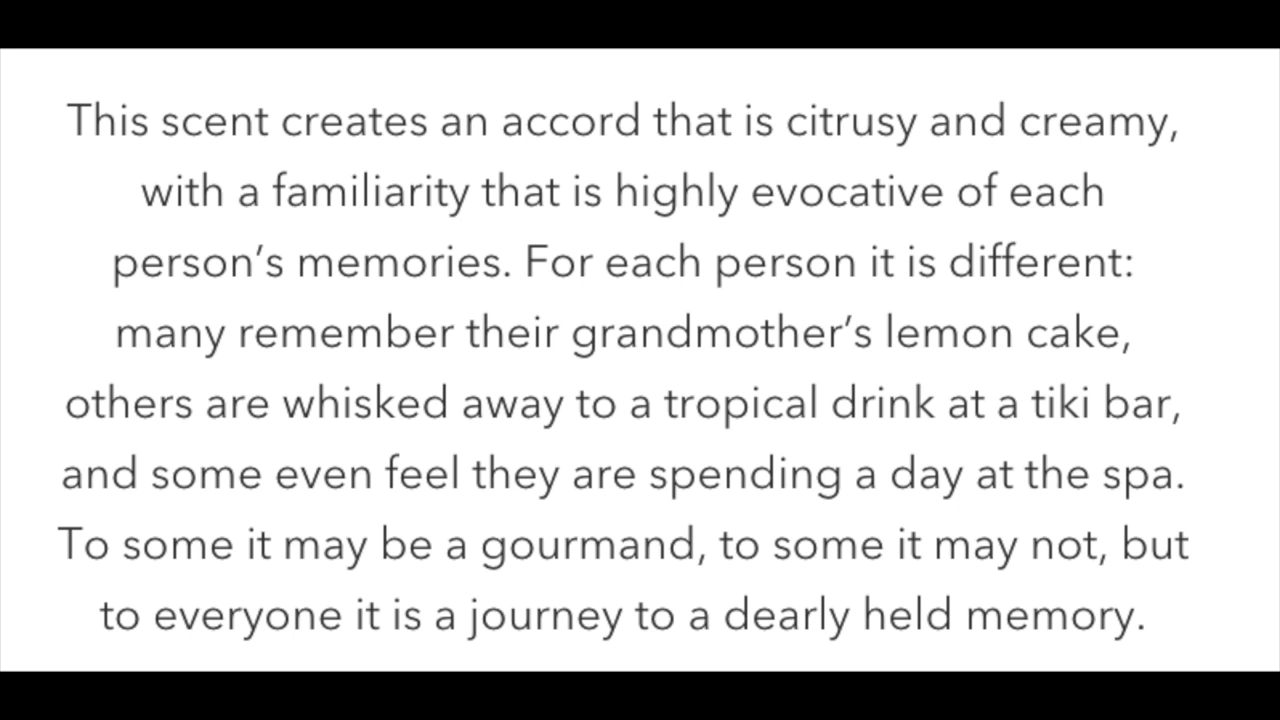 This scent creates an accord that is citrusy and creamy,
with a familiarity that is highly evocative of each
person’s memories. For each person it is different:
many remember their grandmother’s lemon cake,
others are whisked away to a tropical drink at a tiki bar,
and some even feel they are spending a day at the spa.
To some it may be a gourmand, to some it may not, but
to everyone it is a journey to a dearly held memory.